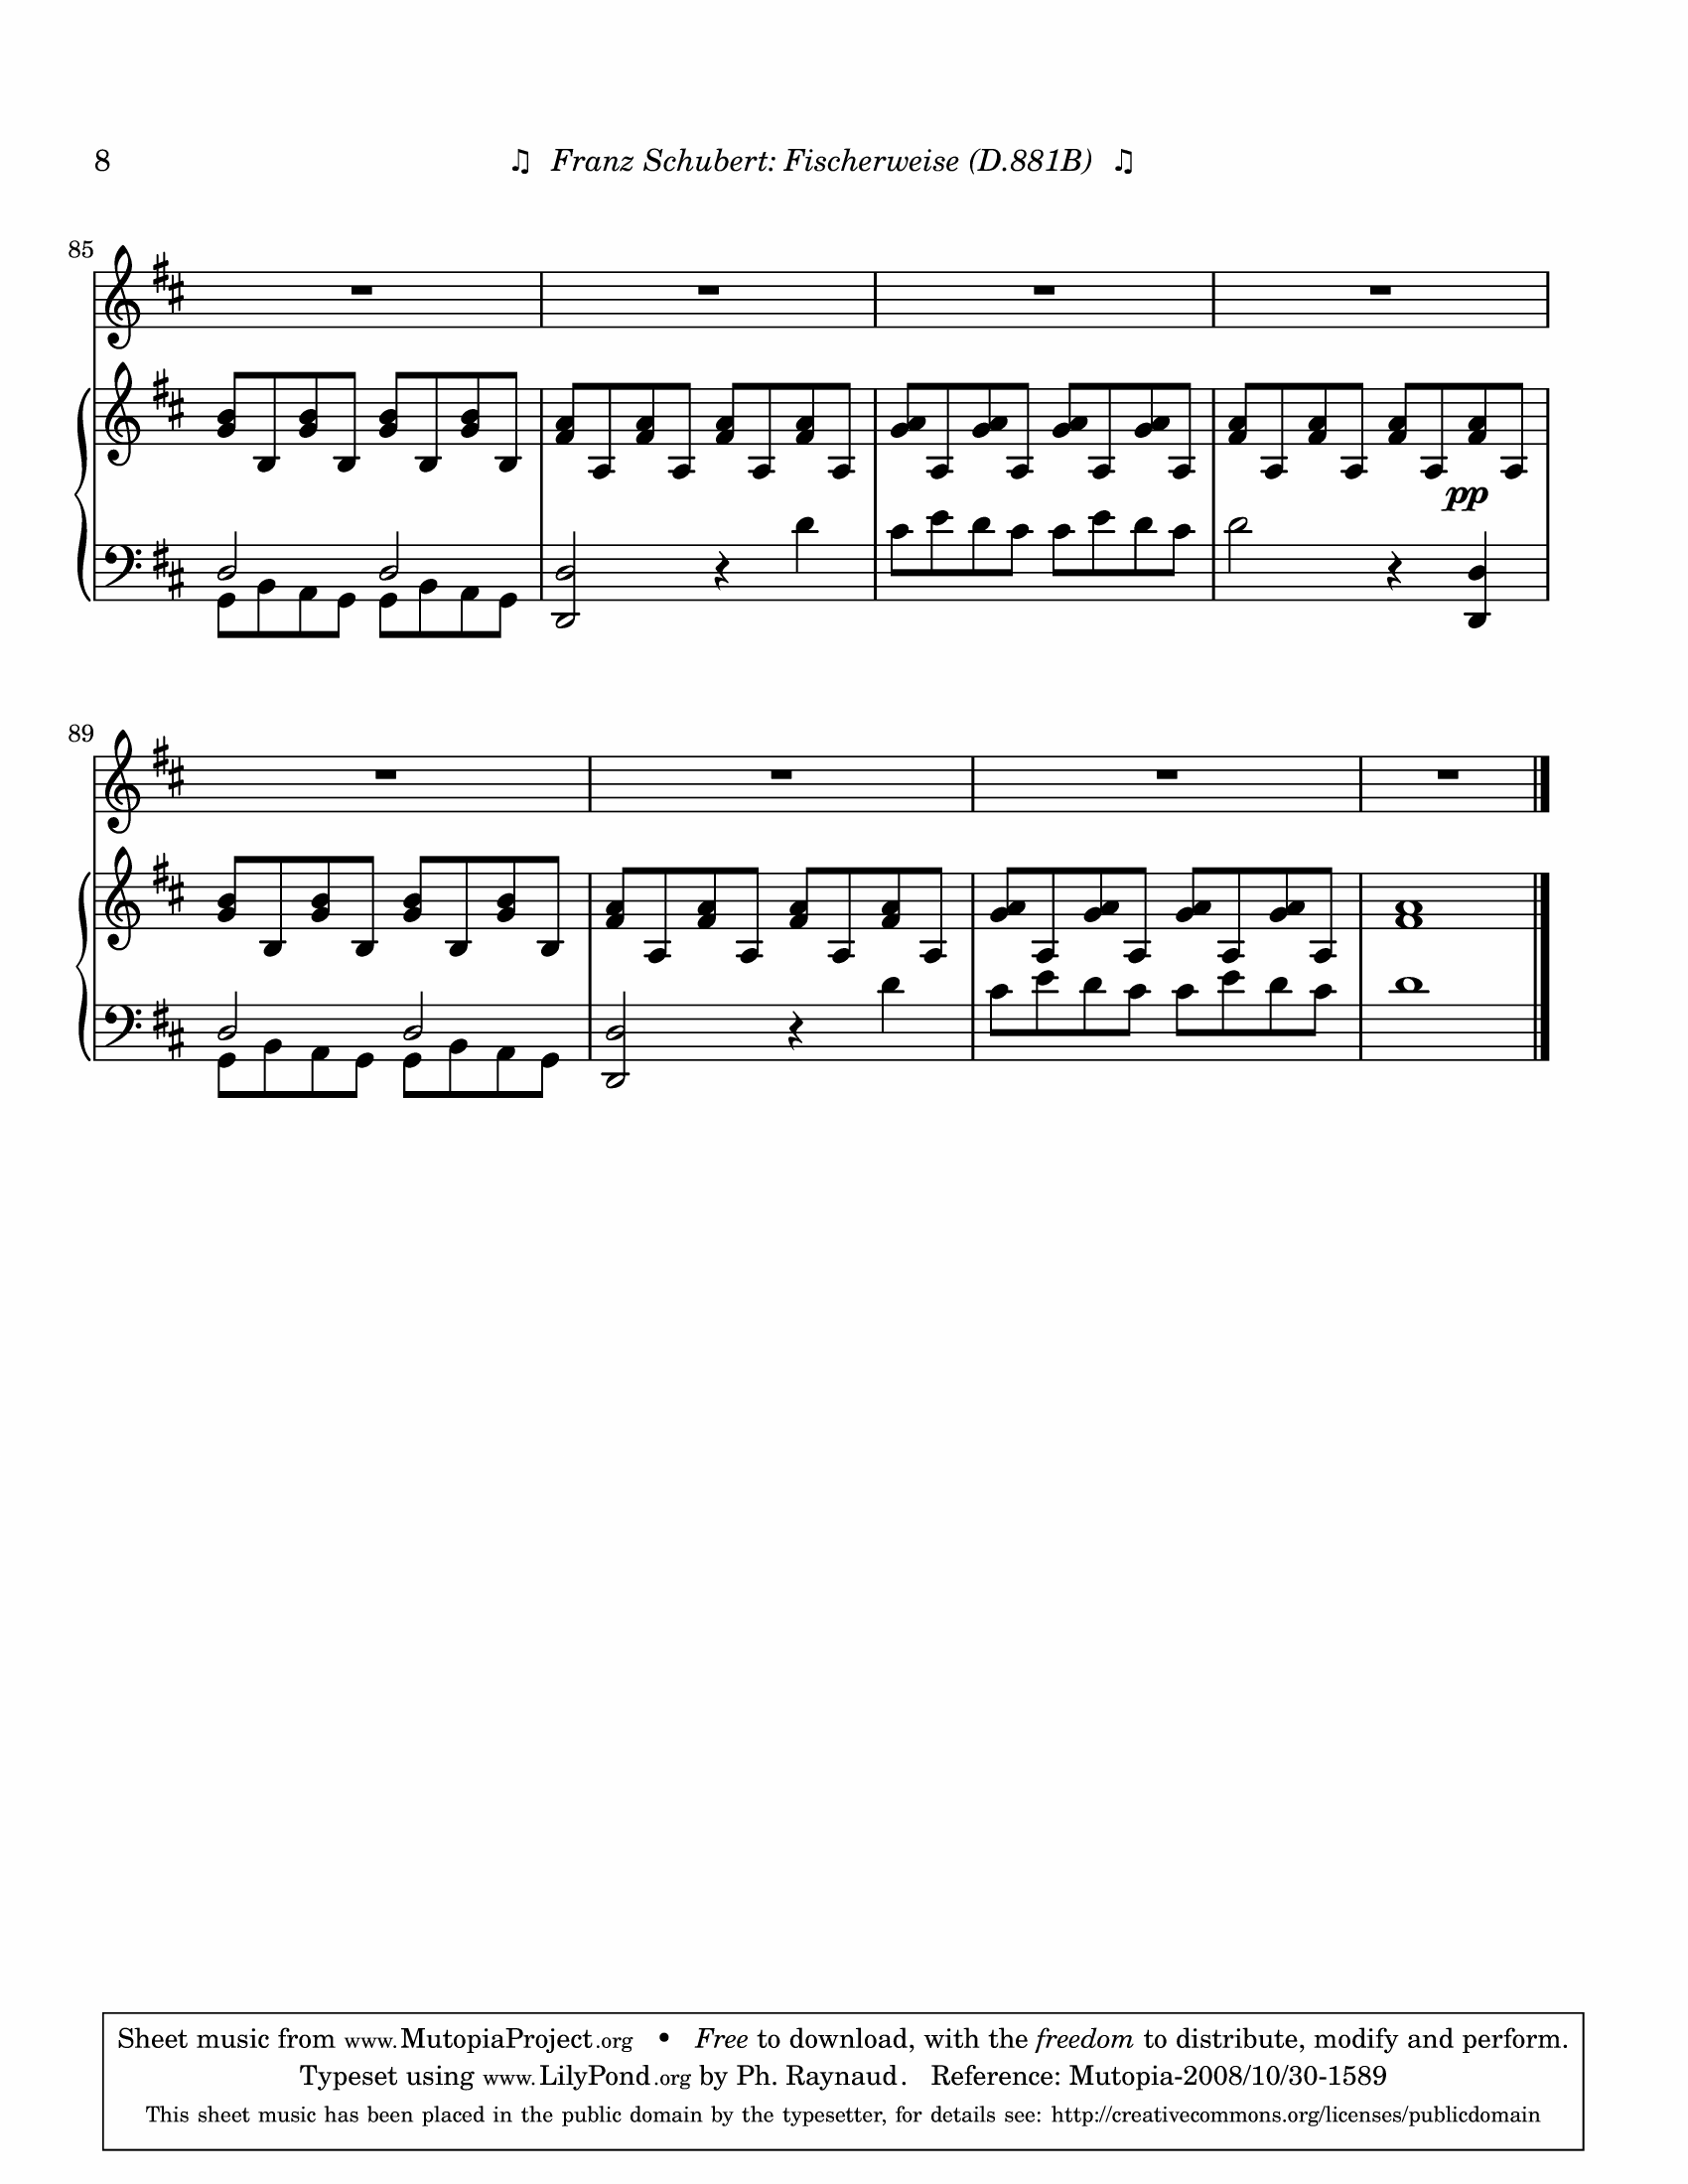 8 ♫ Franz Schubert: Fischerweise (D.881B) ♫
85
pp
89
Sheet music from www.MutopiaProject.org • Free to download, with the freedom to distribute, modify and perform.
Typeset using www.LilyPond.org by Ph. Raynaud. Reference: Mutopia-2008/10/30-1589
This sheet music has been placed in the public domain by the typesetter, for details see: http://creativecommons.org/licenses/publicdomain